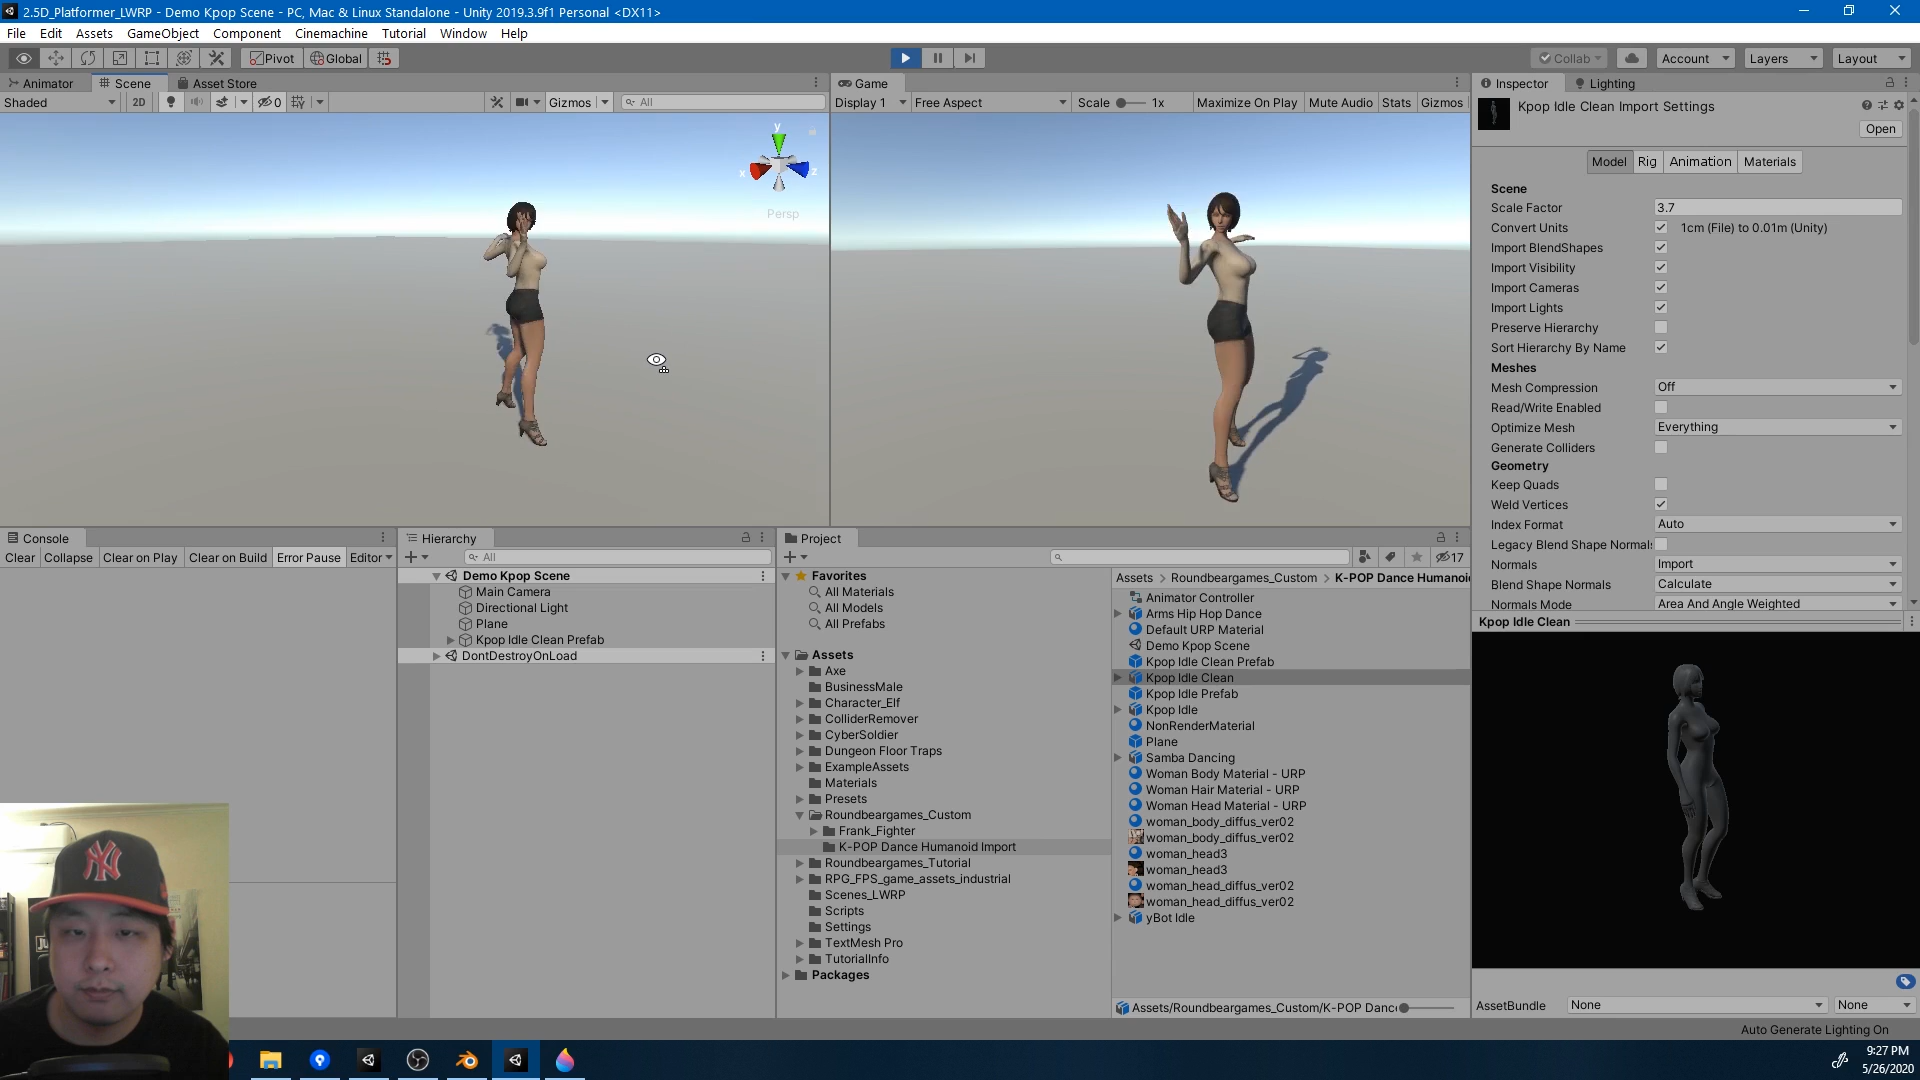 2.5D_Platformer_LWRP - Demo Kpop Scene - PC, Mac & Linux Standalone - Unity 2019.3.9f1 Personal <DX11>
File Edit Assets GameObject Component Cinemachine Tutorial Window Help
Pivot Global Collab Account Layers Layout
Animator Scene Asset Store Game Inspector Lighting
Shaded 2D 0 Gizmos All Display 1 Free Aspect Scale 1x Maximize On Play Mute Audio Stats Gizmos
Kpop Idle Clean Import Settings
Open
y
x
z
Persp
Model Rig Animation Materials
Scene
Scale Factor 3.7
Convert Units 1cm (File) to 0.01m (Unity)
Import BlendShapes
Import Visibility
Import Cameras
Import Lights
Preserve Hierarchy
Sort Hierarchy By Name
Meshes
Mesh Compression Off
Read/Write Enabled
Optimize Mesh Everything
Generate Colliders
Geometry
Keep Quads
Weld Vertices
Index Format Auto
Legacy Blend Shape Normals
Normals Import
Blend Shape Normals Calculate
Normals Mode Area And Angle Weighted
Kpop Idle Clean
AssetBundle None None
Console
Clear Collapse Clear on Play Clear on Build Error Pause Editor
Hierarchy
All
Demo Kpop Scene
Main Camera
Directional Light
Plane
Kpop Idle Clean Prefab
DontDestroyOnLoad
Project
17
Favorites
All Materials
All Models
All Prefabs
Assets
Axe
BusinessMale
Character_Elf
ColliderRemover
CyberSoldier
Dungeon Floor Traps
ExampleAssets
Materials
Presets
Roundbeargames_Custom
Frank_Fighter
K-POP Dance Humanoid Import
Roundbeargames_Tutorial
RPG_FPS_game_assets_industrial
Scenes_LWRP
Scripts
Settings
TextMesh Pro
TutorialInfo
Packages
Assets > Roundbeargames_Custom > K-POP Dance Humanoi
Animator Controller
Arms Hip Hop Dance
Default URP Material
Demo Kpop Scene
Kpop Idle Clean Prefab
Kpop Idle Clean
Kpop Idle Prefab
Kpop Idle
NonRenderMaterial
Plane
Samba Dancing
Woman Body Material - URP
Woman Hair Material - URP
Woman Head Material - URP
woman_body_diffus_ver02
woman_body_diffus_ver02
woman_head3
woman_head3
woman_head_diffus_ver02
woman_head_diffus_ver02
yBot Idle
Assets/Roundbeargames_Custom/K-POP Danc
Auto Generate Lighting On
NY
9:27 PM
5/26/2020